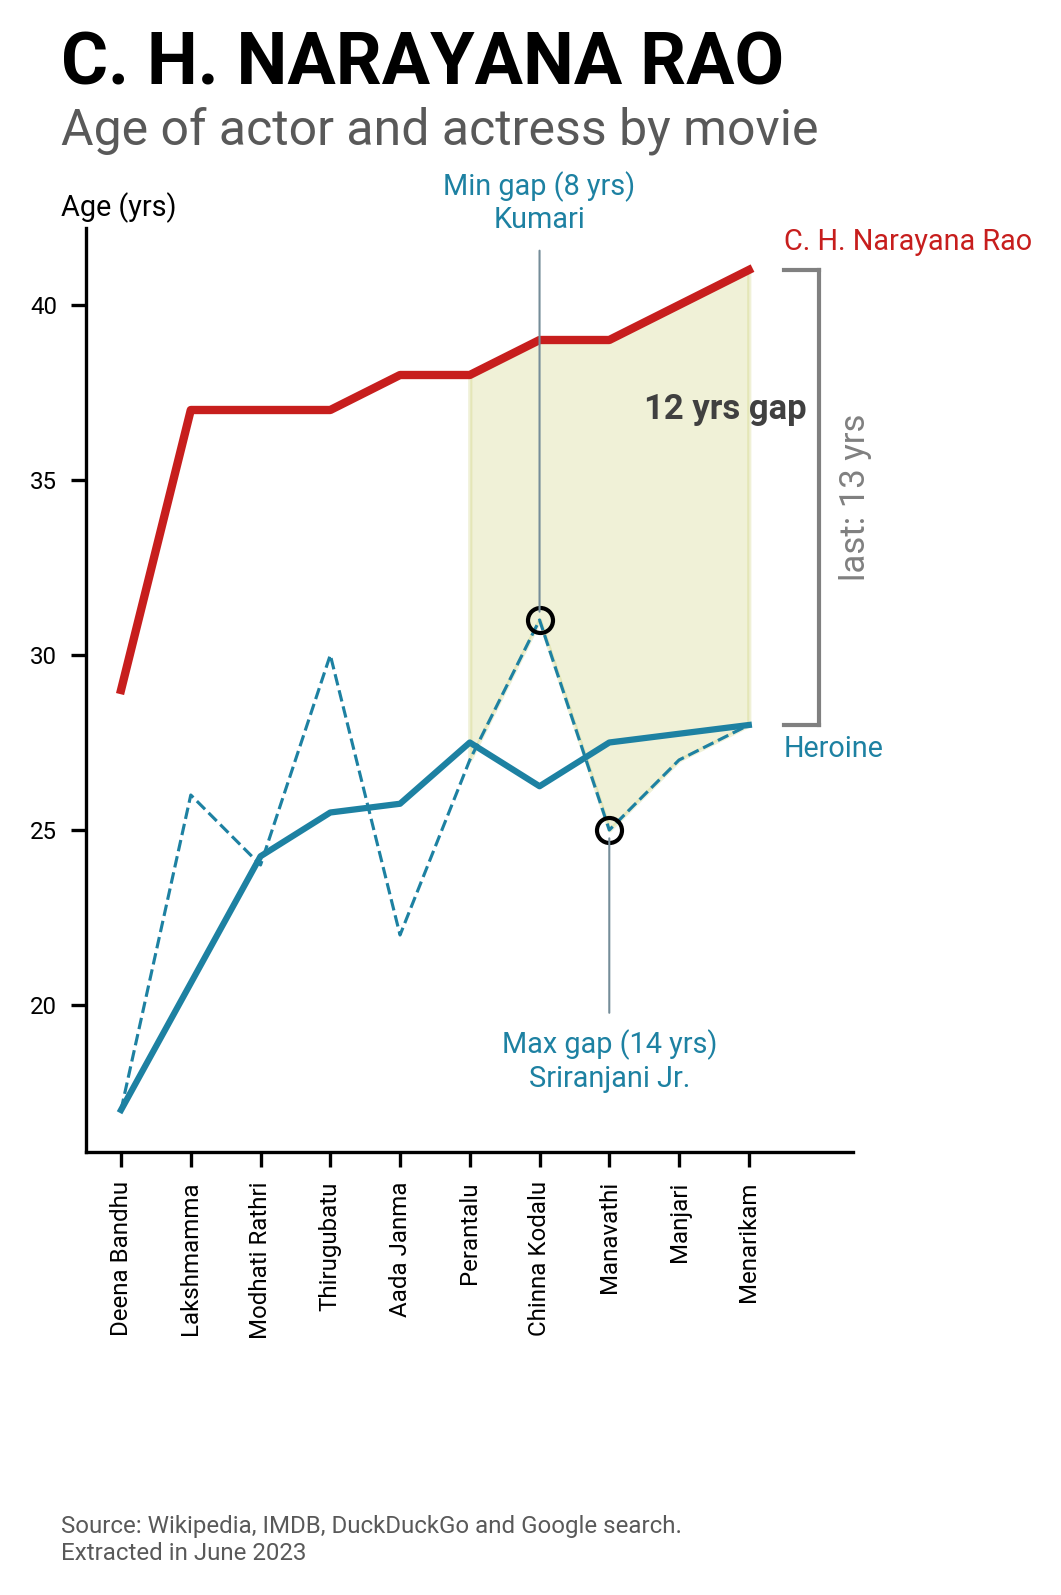 C. H. NARAYANA RAO
Age of actor and actress by movie
Min gap (8 yrs)
Kumari
Age (yrs)
C. H. Narayana Rao
40
35
30
25
20
12 yrs gap
last: 13 yrs
Heroine
Max gap (14 yrs)
Sriranjani Jr.
Deena Bandhu
Lakshmamma
Modhati Rathri
Thirugubatu
Aada Janma
Perantalu
Chinna Kodalu
Manavathi
Manjari
Menarikam
Source: Wikipedia, IMDB, DuckDuckGo and Google search.
Extracted in June 2023